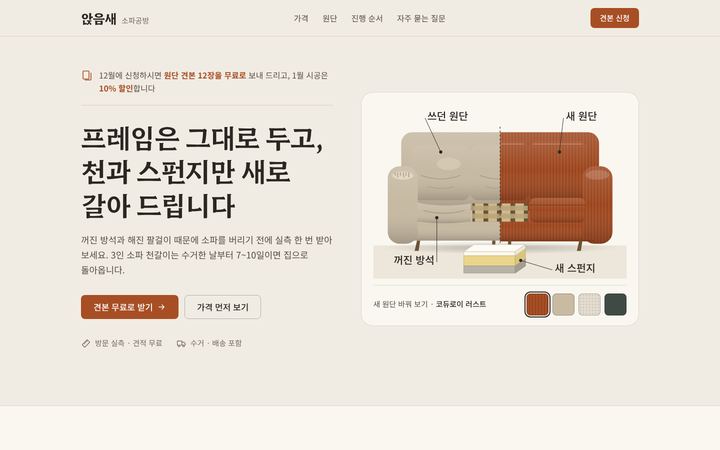 앉음새 소파공방
가격 원단 진행 순서 자주 묻는 질문
견본 신청
12월에 신청하시면 원단 견본 12장을 무료로 보내 드리고, 1월 시공은
10% 할인합니다
프레임은 그대로 두고,
천과 스펀지만 새로
갈아 드립니다
꺼진 방석과 해진 팔걸이 때문에 소파를 버리기 전에 실측 한 번 받아
보세요. 3인 소파 천갈이는 수거한 날부터 7~10일이면 집으로
돌아옵니다.
견본 무료로 받기 →
가격 먼저 보기
방문 실측 · 견적 무료
수거 · 배송 포함
쓰던 원단
새 원단
꺼진 방석
새 스펀지
새 원단 바꿔 보기 · 코듀로이 러스트